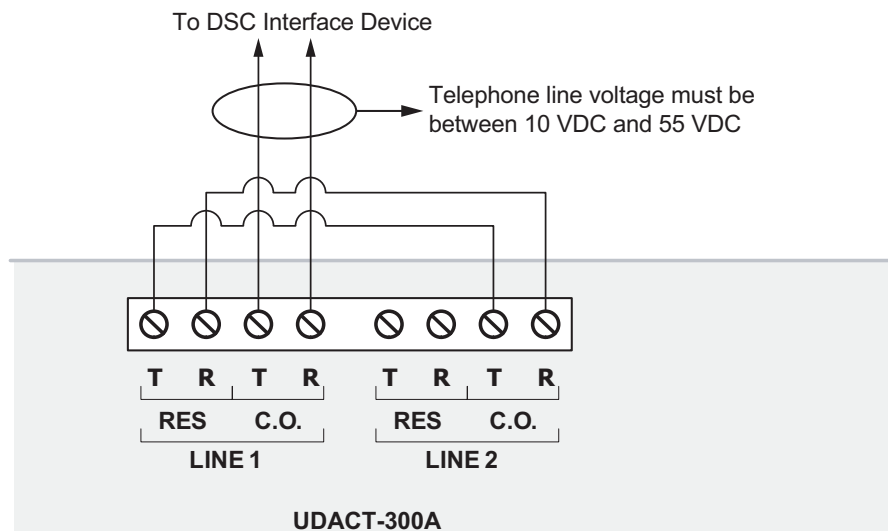 To DSC Interface Device
Telephone line voltage must be
between 10 VDC and 55 VDC
T R T R T R T R
RES C.O. RES C.O.
LINE 1 LINE 2
UDACT-300A